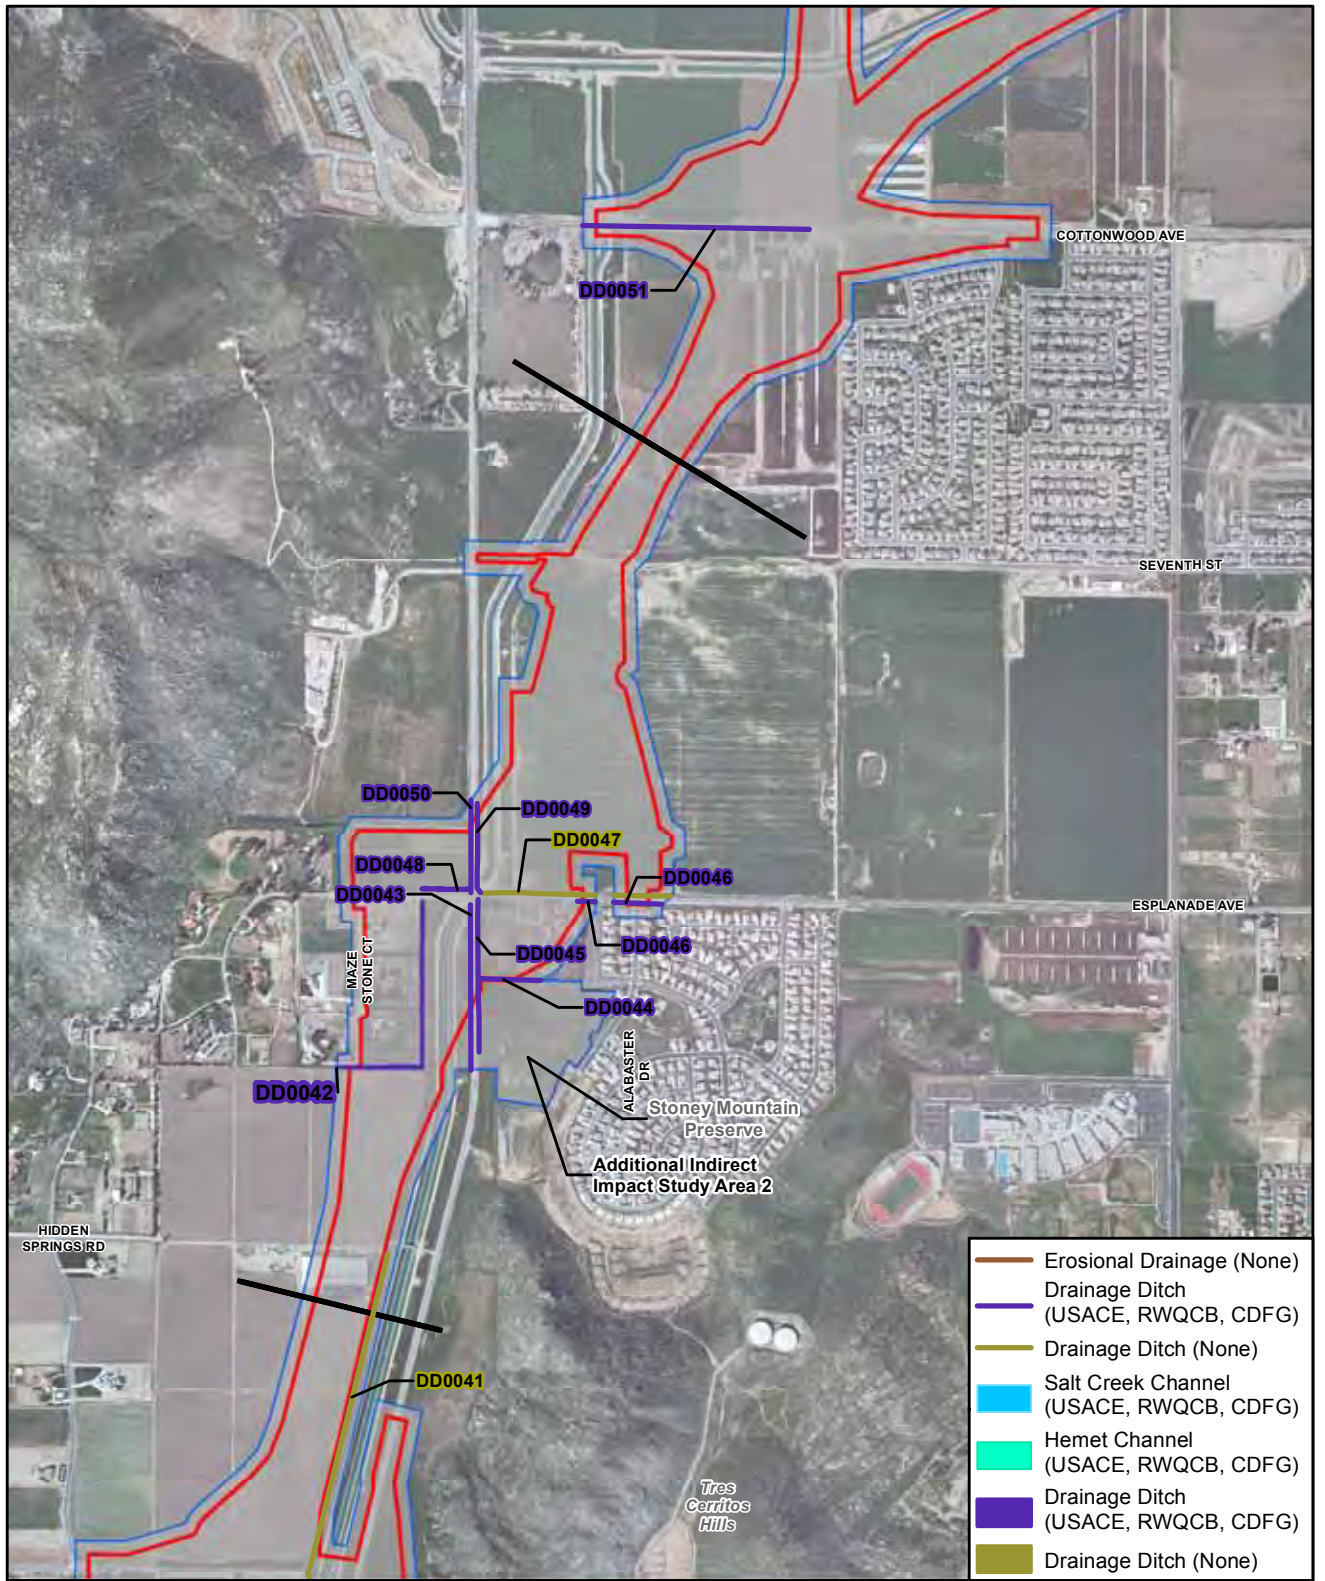 COTTONWOOD AVE
DD0051
SEVENTH ST
DD0050
DD0049
DD0047
DD0048
DD0046
DD0043
ESPLANADE AVE
DD0046
DD0045
MAZE
STONE CT
DD0044
ALABASTER
DR
DD0042
Stoney Mountain
Preserve
Additional Indirect
Impact Study Area 2
HIDDEN
SPRINGS RD
DD0041
Tres
Cerritos
Hills
Erosional Drainage (None)
Drainage Ditch
(USACE, RWQCB, CDFG)
Drainage Ditch (None)
Salt Creek Channel
(USACE, RWQCB, CDFG)
Hemet Channel
(USACE, RWQCB, CDFG)
Drainage Ditch
(USACE, RWQCB, CDFG)
Drainage Ditch (None)